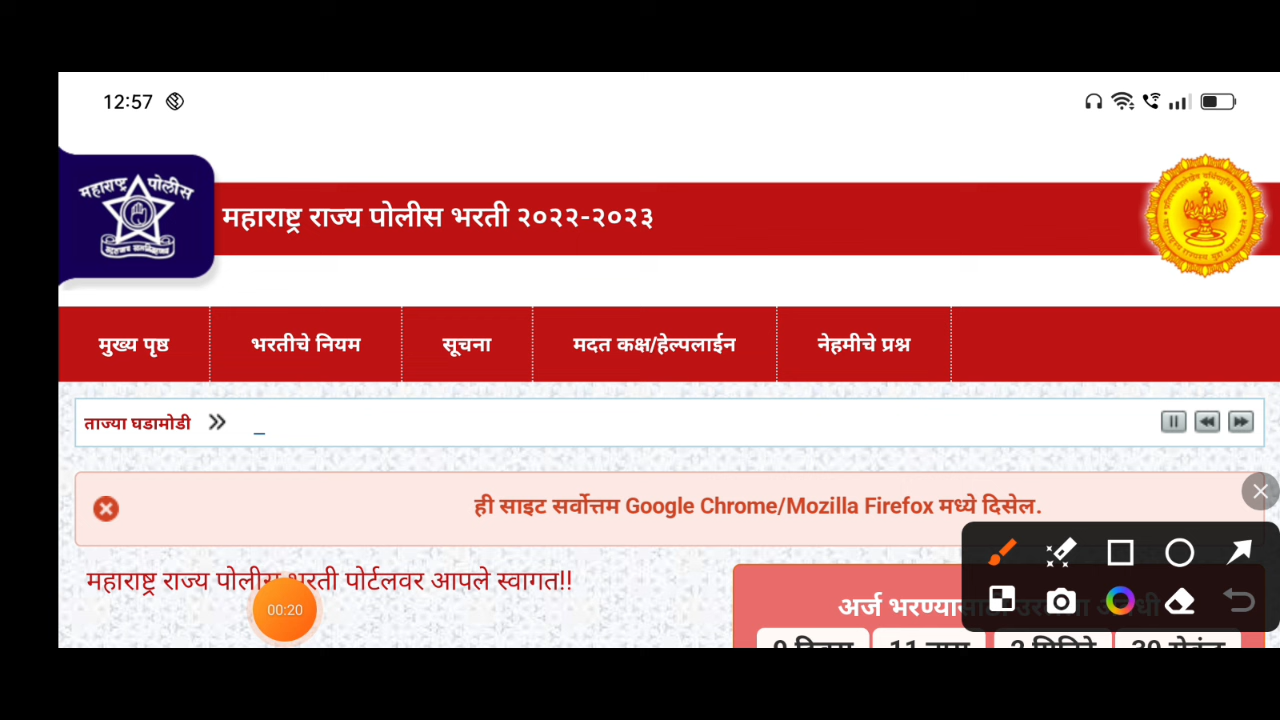 12:57
महाराष्ट्र पोलीस
महाराष्ट्र राज्य पोलीस भरती २०२२-२०२३
मुख्य पृष्ठ
भरतीचे नियम
सूचना
मदत कक्ष/हेल्पलाईन
नेहमीचे प्रश्न
ताज्या घडामोडी
ही साइट सर्वोत्तम Google Chrome/Mozilla Firefox मध्ये दिसेल.
महाराष्ट्र राज्य पोलीस भरती पोर्टलवर आपले स्वागत!!
00:20
अर्ज भरण्यासाठी